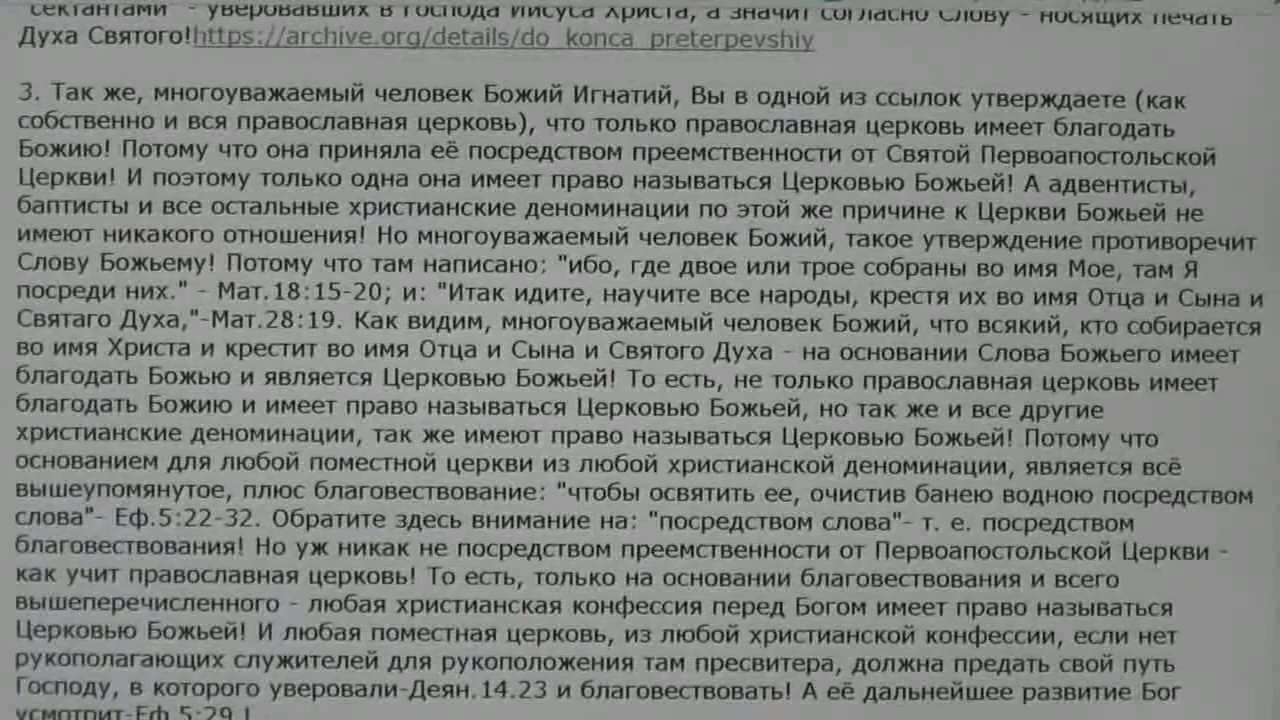 сектантами - уверовавших в Господа Иисуса Христа, а значит согласно Слову - носящих печать
Духа Святого!https://archive.org/details/do_konca_preterpevshiy
3. Так же, многоуважаемый человек Божий Игнатий, Вы в одной из ссылок утверждаете (как
собственно и вся православная церковь), что только православная церковь имеет благодать
Божию! Потому что она приняла её посредством преемственности от Святой Первоапостольской
Церкви! И поэтому только одна она имеет право называться Церковью Божьей! А адвентисты,
баптисты и все остальные христианские деноминации по этой же причине к Церкви Божьей не
имеют никакого отношения! Но многоуважаемый человек Божий, такое утверждение противоречит
Слову Божьему! Потому что там написано: "ибо, где двое или трое собраны во имя Мое, там Я
посреди них." - Мат.18:15-20; и: "Итак идите, научите все народы, крестя их во имя Отца и Сына и
Святаго Духа,"-Мат.28:19. Как видим, многоуважаемый человек Божий, что всякий, кто собирается
во имя Христа и крестит во имя Отца и Сына и Святого Духа - на основании Слова Божьего имеет
благодать Божью и является Церковью Божьей! То есть, не только православная церковь имеет
благодать Божию и имеет право называться Церковью Божьей, но так же и все другие
христианские деноминации, так же имеют право называться Церковью Божьей! Потому что
основанием для любой поместной церкви из любой христианской деноминации, является всё
вышеупомянутое, плюс благовествование: "чтобы освятить ее, очистив банею водною посредством
слова"- Еф.5:22-32. Обратите здесь внимание на: "посредством слова"- т. е. посредством
благовествования! Но уж никак не посредством преемственности от Первоапостольской Церкви -
как учит православная церковь! То есть, только на основании благовествования и всего
вышеперечисленного - любая христианская конфессия перед Богом имеет право называться
Церковью Божьей! И любая поместная церковь, из любой христианской конфессии, если нет
рукополагающих служителей для рукоположения там пресвитера, должна предать свой путь
Господу, в которого уверовали-Деян.14.23 и благовествовать! А её дальнейшее развитие Бог
усмотрит-Еф.5:29 !